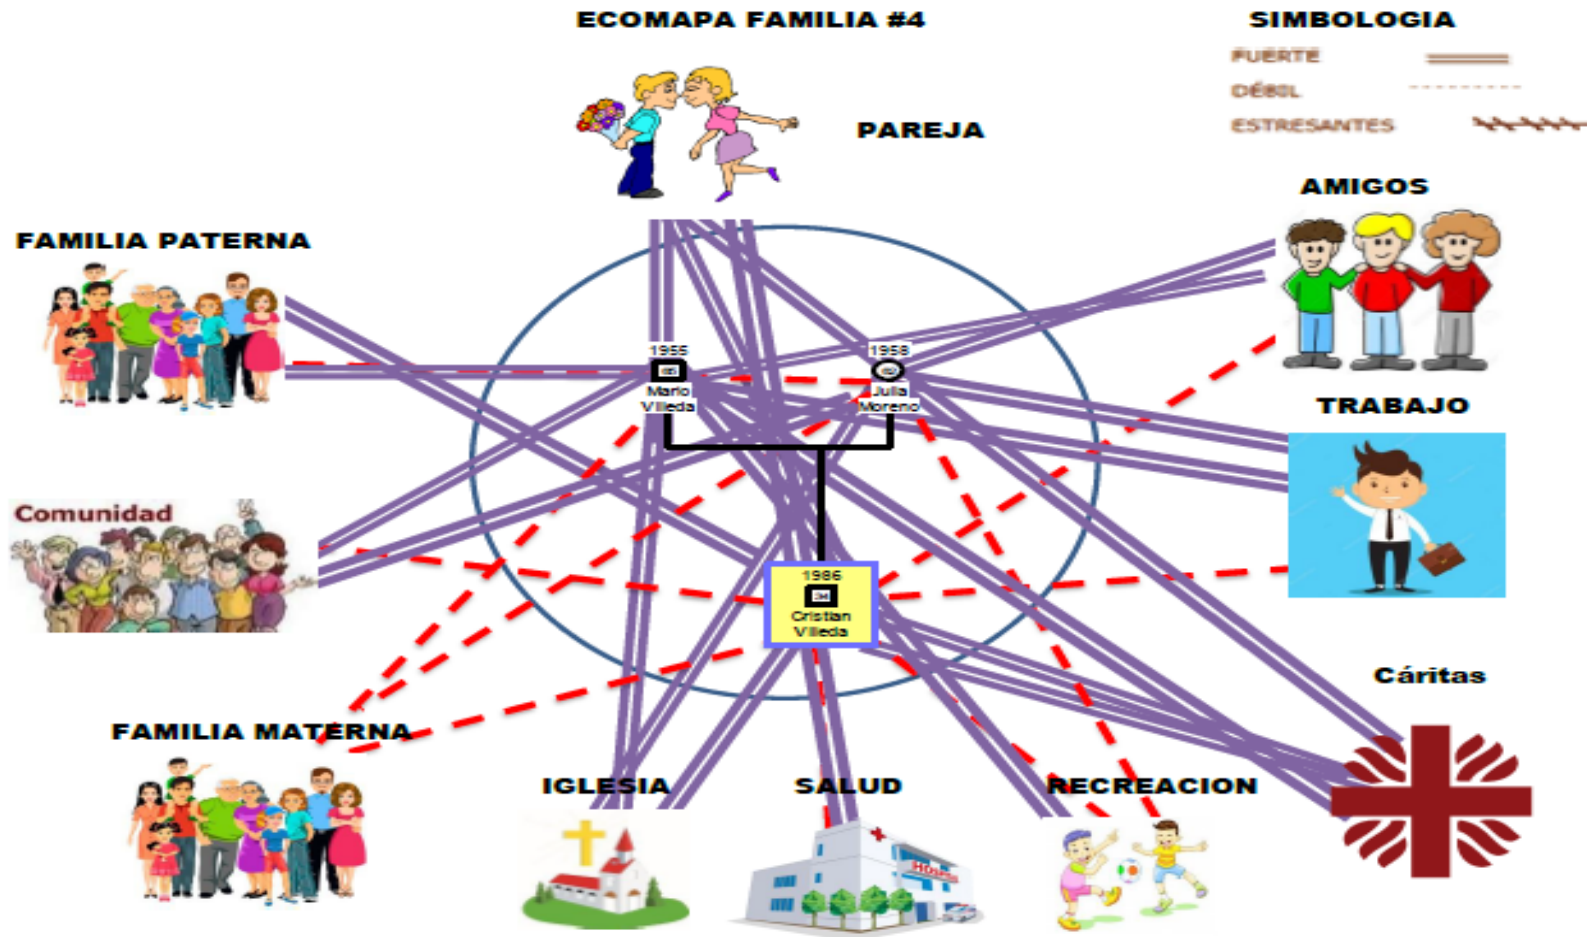 ECOMAPA FAMILIA #4
SIMBOLOGIA
FUERTE
DÉBIL
ESTRESANTES
PAREJA
AMIGOS
FAMILIA PATERNA
1955
Mario
Villeda
1958
Julia
Moreno
TRABAJO
Comunidad
1986
34
Cristian
Villeda
Cáritas
FAMILIA MATERNA
IGLESIA
SALUD
RECREACION